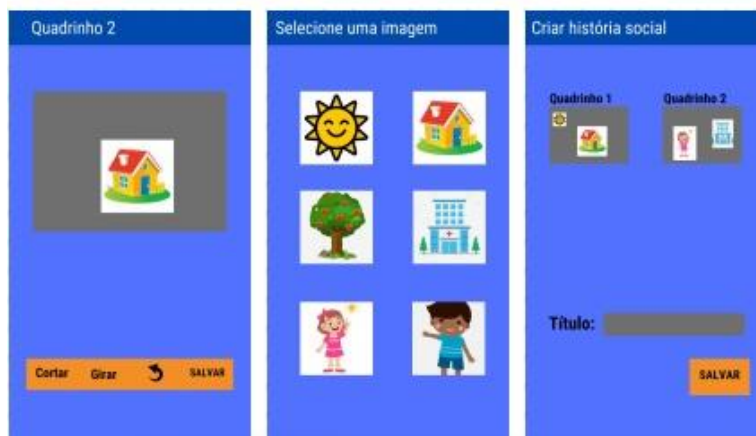 Quadrinho 2
Cortar Girar SALVAR
Selecione uma imagem
Criar história social
Quadrinho 1 Quadrinho 2
Título:
SALVAR